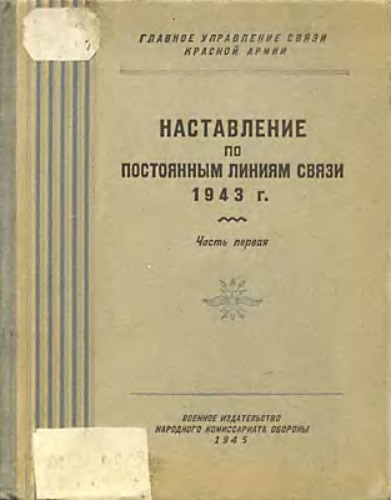 ГЛАВНОЕ УПРАВЛЕНИЕ СВЯЗИ
КРАСНОЙ АРМИИ
НАСТАВЛЕНИЕ
ПО
ПОСТОЯННЫМ ЛИНИЯМ СВЯЗИ
1943 г.
Часть первая
ВОЕННОЕ ИЗДАТЕЛЬСТВО
НАРОДНОГО КОМИССАРИАТА ОБОРОНЫ
1945